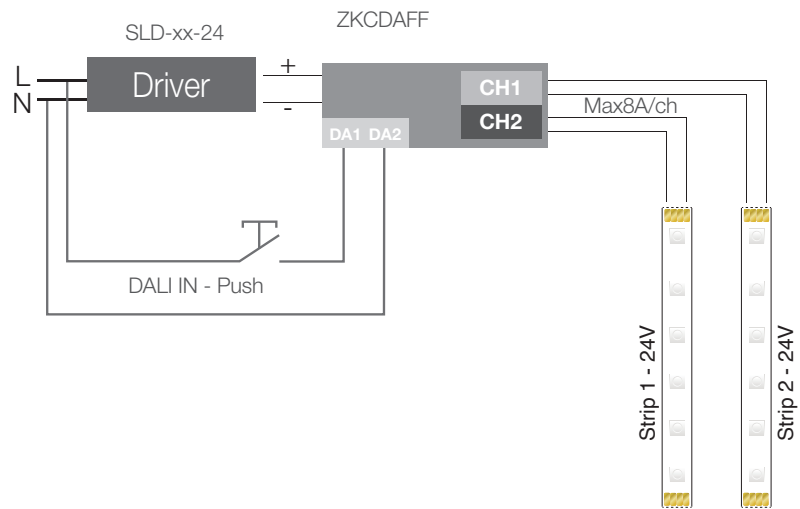 SLD-xx-24
ZKCDAFF
L
N
Driver
+
-
CH1
CH2
Max8A/ch
DA1 DA2
DALI IN - Push
Strip 1 - 24V
Strip 2 - 24V